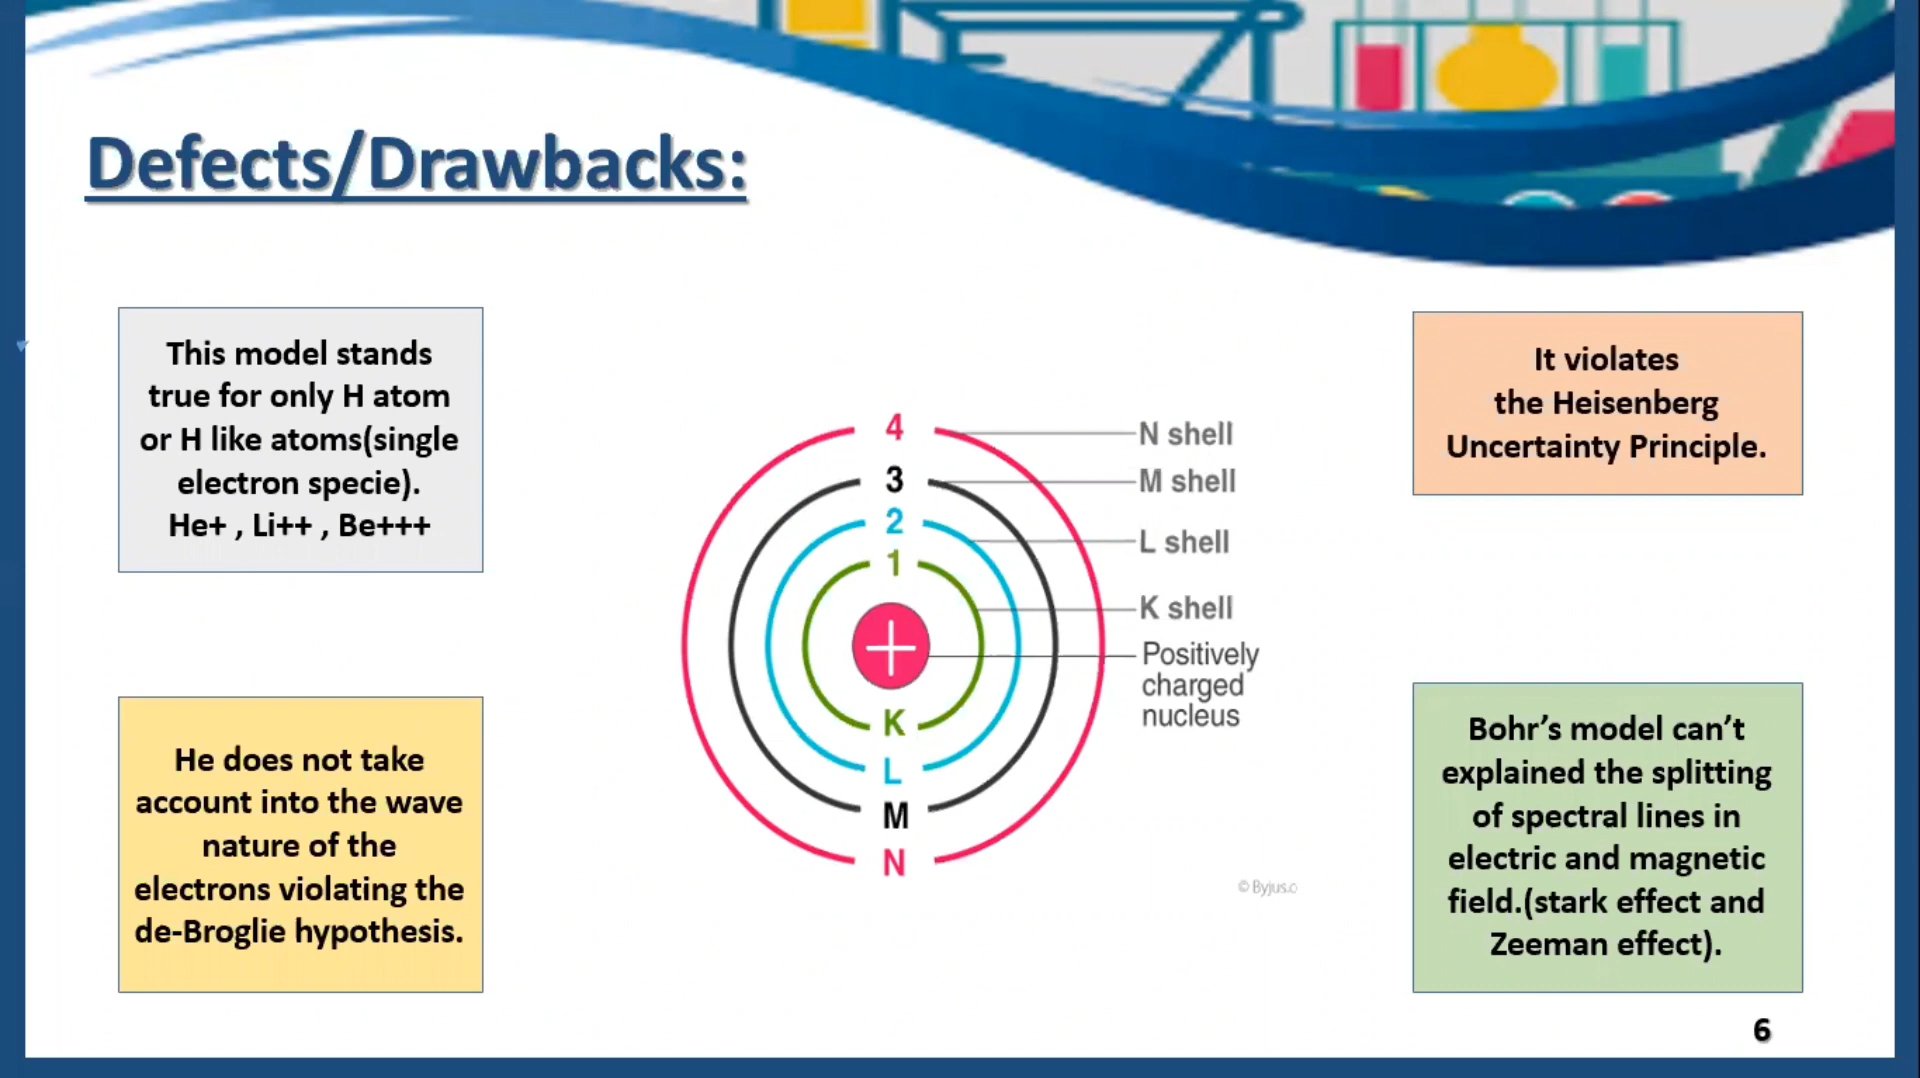 Defects/Drawbacks:
This model stands
true for only H atom
or H like atoms(single
electron specie).
He+ , Li++ , Be+++
He does not take
account into the wave
nature of the
electrons violating the
de-Broglie hypothesis.
4
3
2
1
K
L
M
N
N shell
M shell
L shell
K shell
Positively
charged
nucleus
© Byjus.c
It violates
the Heisenberg
Uncertainty Principle.
Bohr’s model can’t
explained the splitting
of spectral lines in
electric and magnetic
field.(stark effect and
Zeeman effect).
6